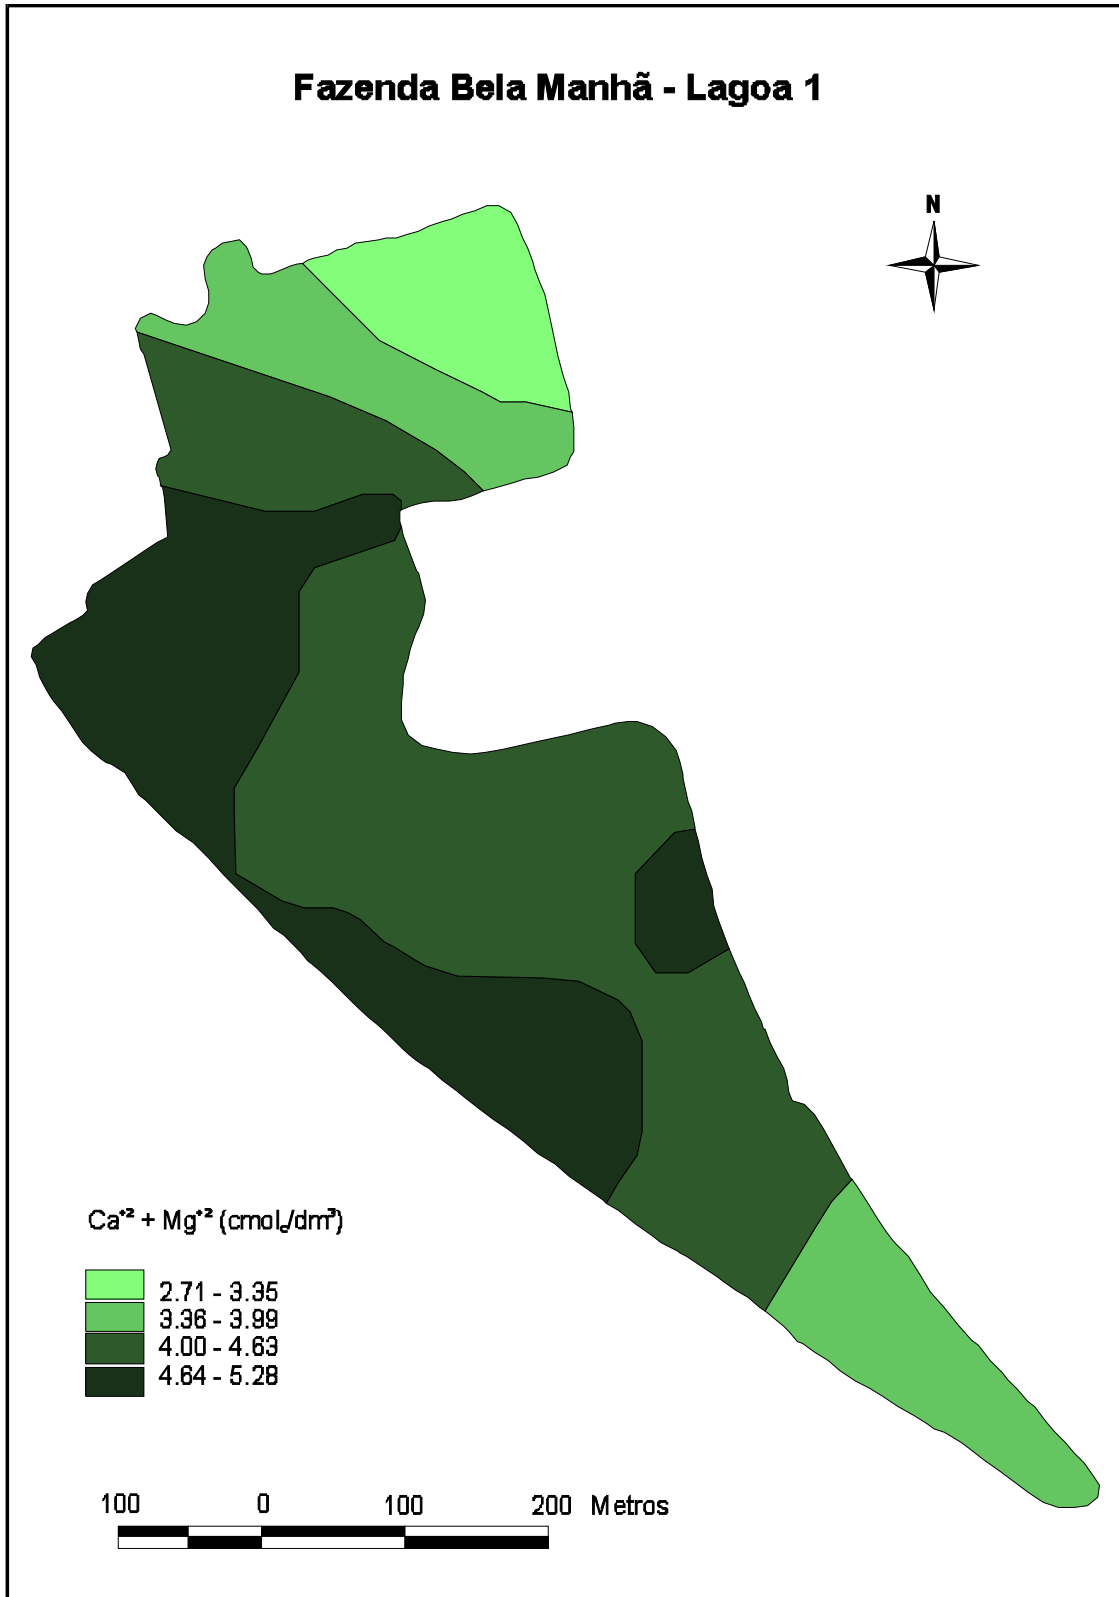 Fazenda Bela Manhã - Lagoa 1
N
Ca⁺² + Mg⁺² (cmol꜀/dm³)
2.71 - 3.35
3.36 - 3.99
4.00 - 4.63
4.64 - 5.28
100 0 100 200 Metros